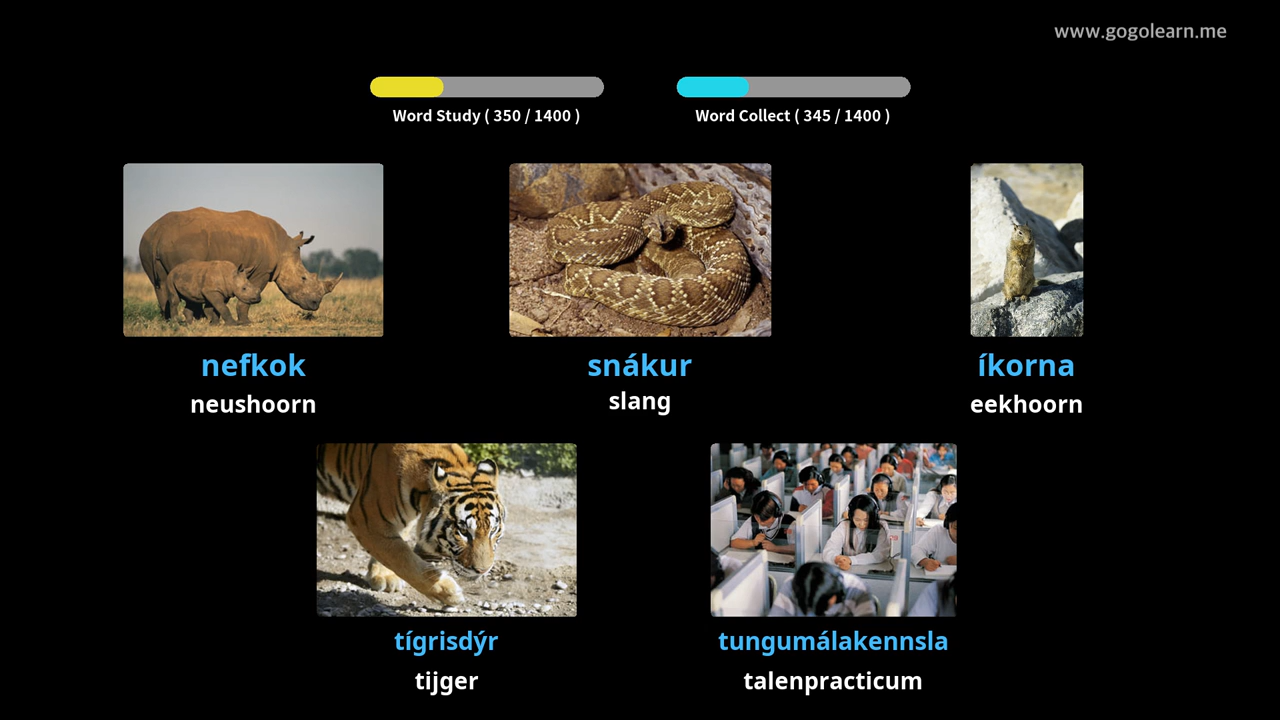 www.gogolearn.me
Word Study ( 350 / 1400 )
Word Collect ( 345 / 1400 )
nefkok
snákur
íkorna
neushoorn
slang
eekhoorn
tígrisdýr
tungumálakennsla
tijger
talenpracticum